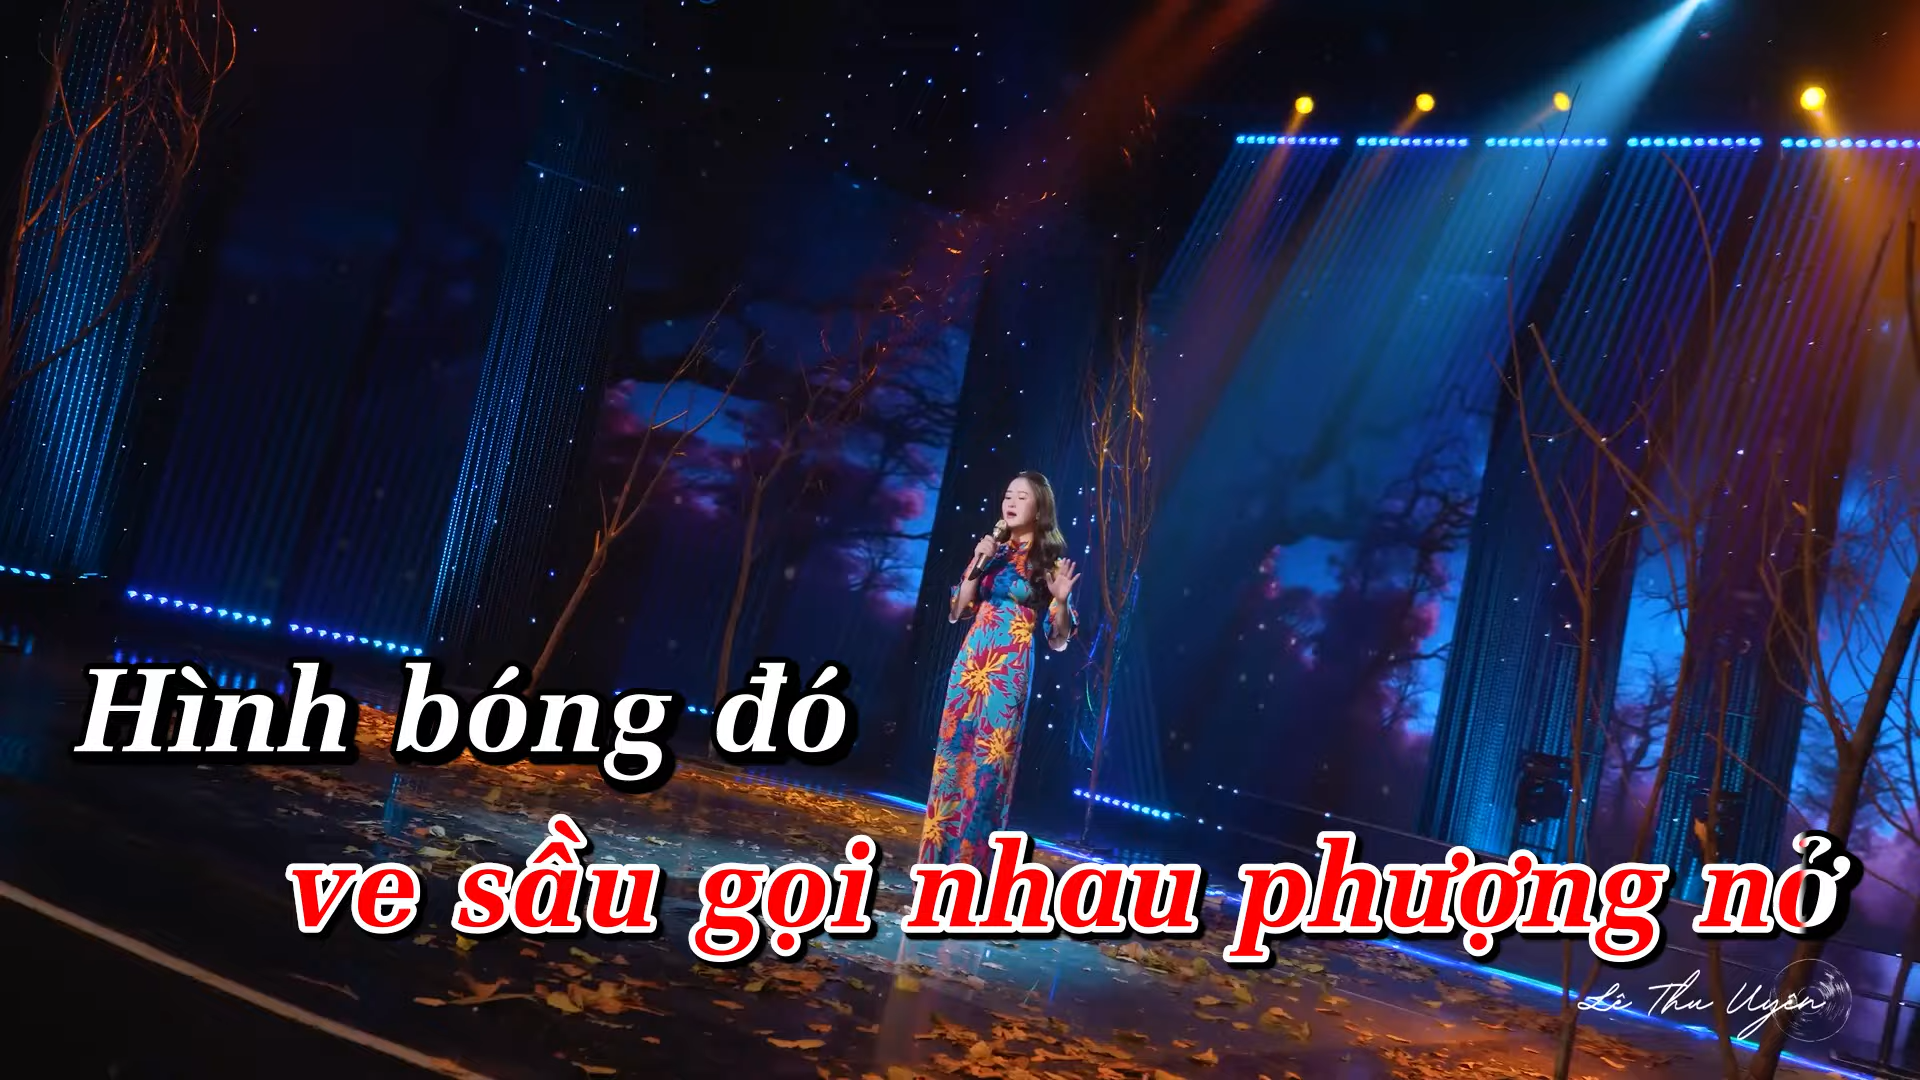 Hình bóng đó
ve sầu gọi nhau phượng nở
Lê Thu Uyên